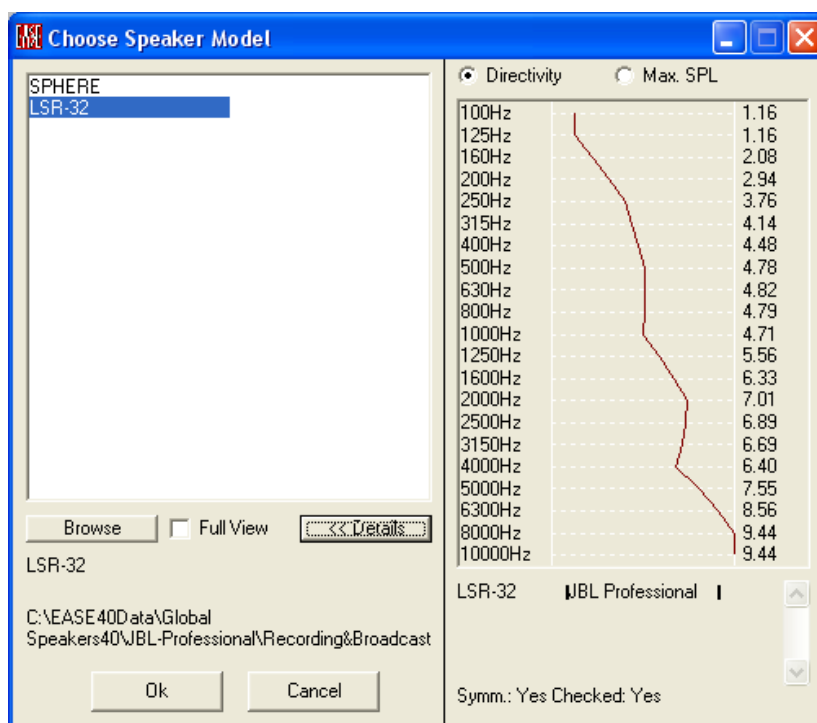 EASE Choose Speaker Model
SPHERE
LSR-32
Browse Full View << Details
LSR-32
C:\EASE40Data\Global
Speakers40\JBL-Professional\Recording&Broadcast
Ok Cancel
Directivity Max. SPL
100Hz 1.16
125Hz 1.16
160Hz 2.08
200Hz 2.94
250Hz 3.76
315Hz 4.14
400Hz 4.48
500Hz 4.78
630Hz 4.82
800Hz 4.79
1000Hz 4.71
1250Hz 5.56
1600Hz 6.33
2000Hz 7.01
2500Hz 6.89
3150Hz 6.69
4000Hz 6.40
5000Hz 7.55
6300Hz 8.56
8000Hz 9.44
10000Hz 9.44
LSR-32 JBL Professional
Symm.: Yes Checked: Yes